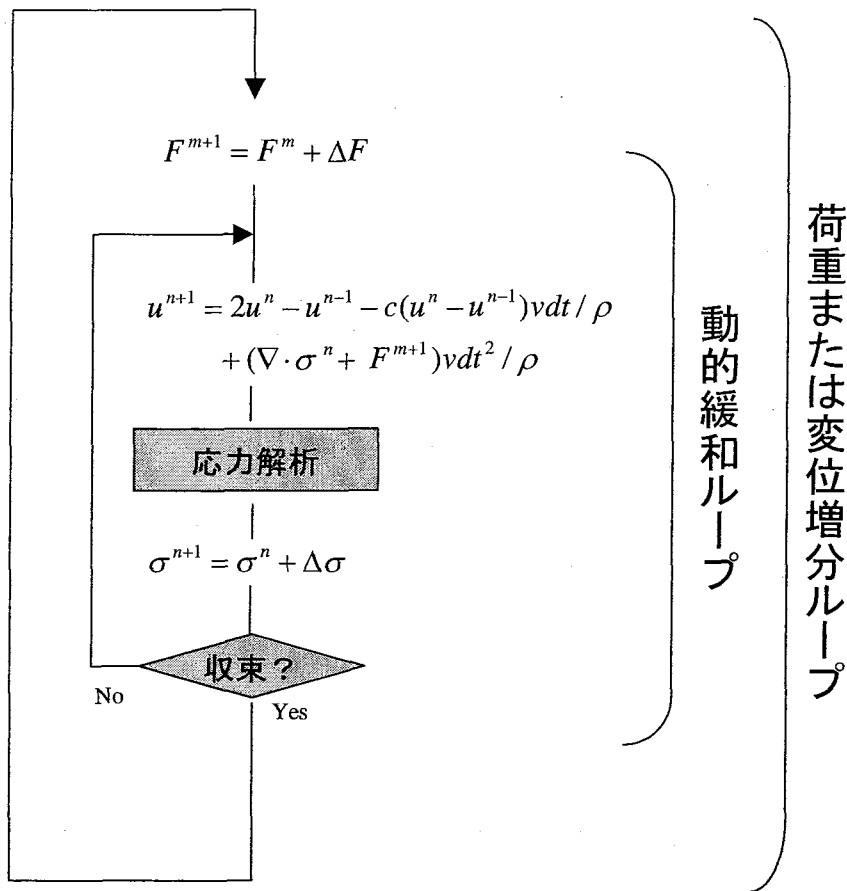 F^{m+1} = F^m + ΔF
u^{n+1} = 2u^n − u^{n−1} − c(u^n − u^{n−1})vdt / ρ
+ (∇·σ^n + F^{m+1})vdt^2 / ρ
応力解析
σ^{n+1} = σ^n + Δσ
収束？
No
Yes
動的緩和ループ
荷重または変位増分ループ